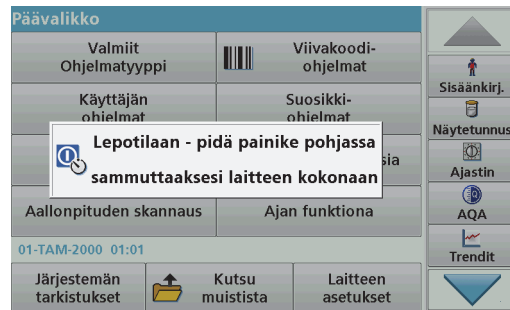 Päävalikko
Valmiit
Ohjelmatyyppi
Viivakoodi-
ohjelmat
Käyttäjän
ohjelmat
Suosikki-
ohjelmat
Lepotilaan - pidä painike pohjassa
sammuttaaksesi laitteen kokonaan
sia
Aallonpituden skannaus
Ajan funktiona
01-TAM-2000 01:01
Järjestemän
tarkistukset
Kutsu
muistista
Laitteen
asetukset
Sisäänkirj.
Näytetunnus
Ajastin
AQA
Trendit